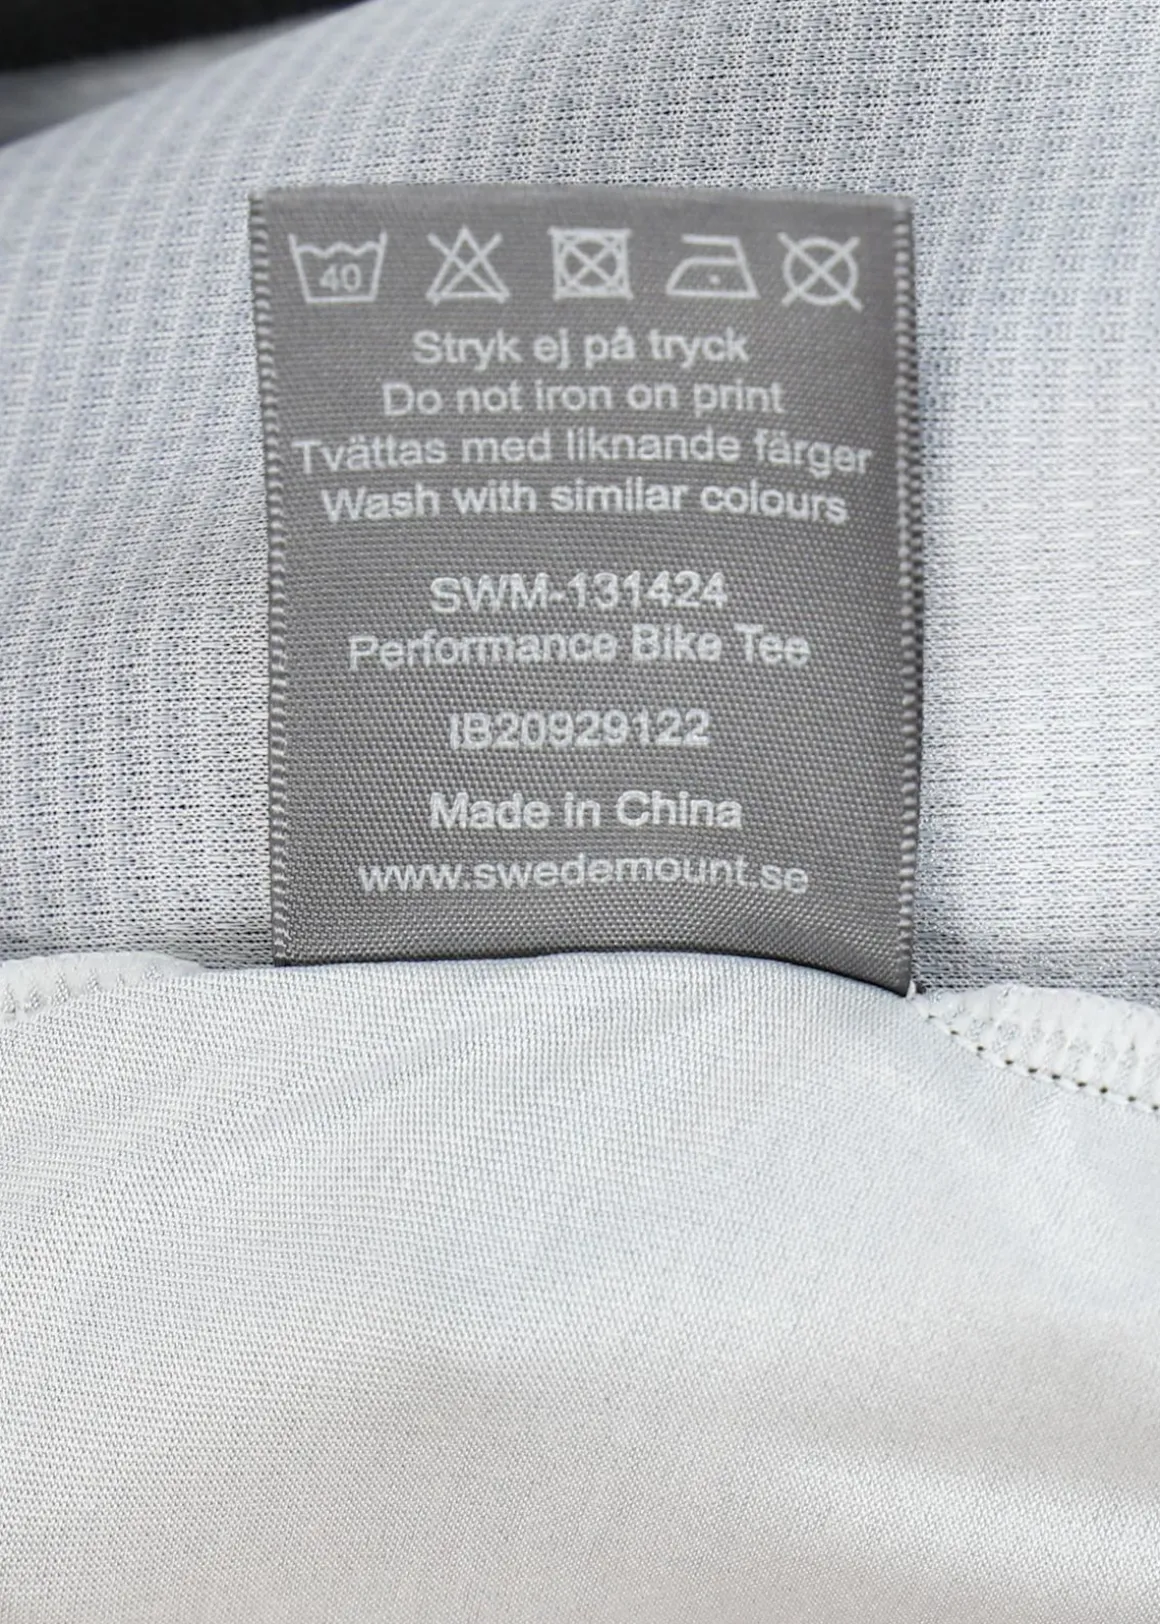 40
Stryk ej på tryck
Do not iron on print
Tvättas med liknande färger
Wash with similar colours
SWM-131424
Performance Bike Tee
IB20929122
Made in China
www.swedemount.se